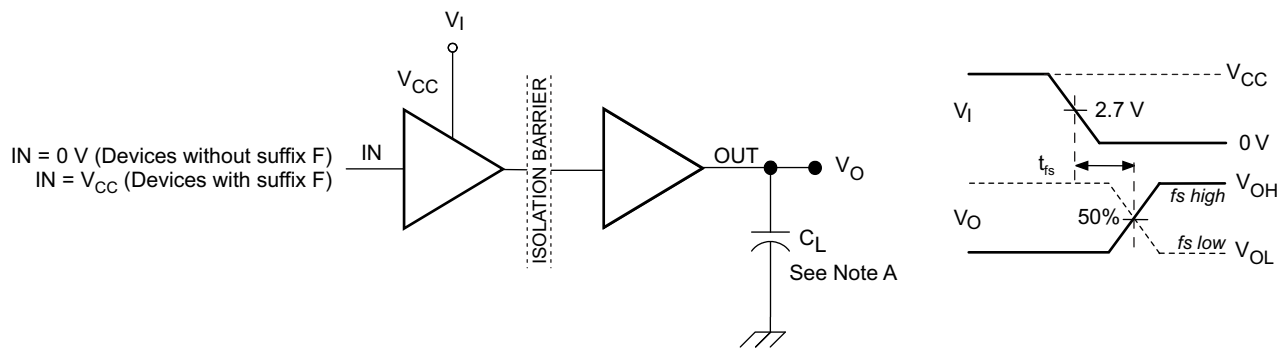 V_I
V_CC
ISOLATION BARRIER
IN = 0 V (Devices without suffix F)
IN = V_CC (Devices with suffix F)
IN
OUT
V_O
C_L
See Note A
V_CC
V_I
2.7 V
0 V
t_fs
V_OH
fs high
V_O
50%
fs low
V_OL